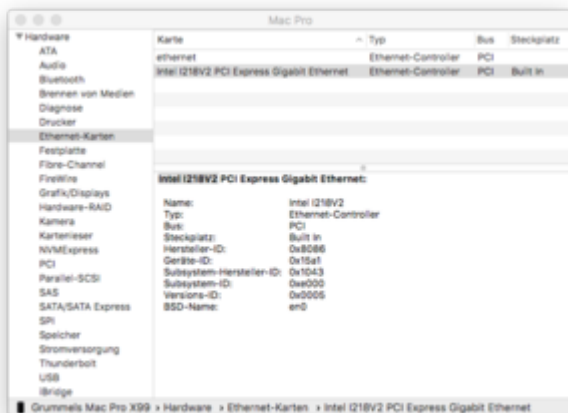 Mac Pro
Hardware
ATA
Audio
Bluetooth
Brennen von Medien
Diagnose
Drucker
Ethernet-Karten
Festplatte
Fibre-Channel
FireWire
Grafik/Displays
Hardware-RAID
Kamera
Kartenleser
NVMExpress
PCI
Parallel-SCSI
SAS
SATA/SATA Express
SPI
Speicher
Stromversorgung
Thunderbolt
USB
iBridge
Karte Typ Bus Steckplatz
ethernet Ethernet-Controller PCI
Intel I218V2 PCI Express Gigabit Ethernet Ethernet-Controller PCI Built In
Intel I218V2 PCI Express Gigabit Ethernet:
Name: Intel I218V2
Typ: Ethernet-Controller
Bus: PCI
Steckplatz: Built In
Hersteller-ID: 0x8086
Geräte-ID: 0x15a1
Subsystem-Hersteller-ID: 0x1043
Subsystem-ID: 0xe000
Versions-ID: 0x0005
BSD-Name: en0
Grummels Mac Pro X99 › Hardware › Ethernet-Karten › Intel I218V2 PCI Express Gigabit Ethernet